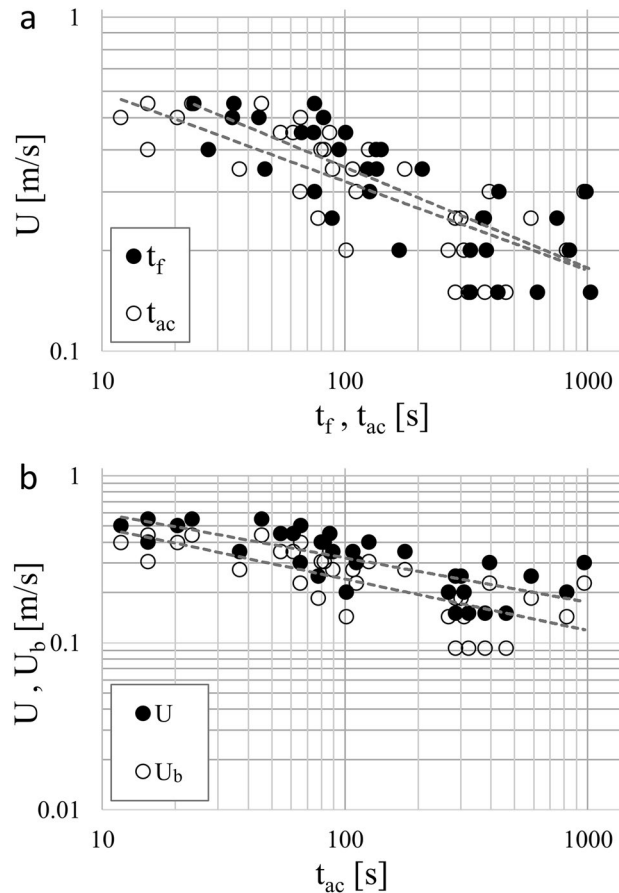 a
1
U [m/s]
t_f
t_ac
0.1
10
100
1000
t_f , t_ac [s]
b
1
U , U_b [m/s]
0.1
U
U_b
0.01
10
100
1000
t_ac [s]